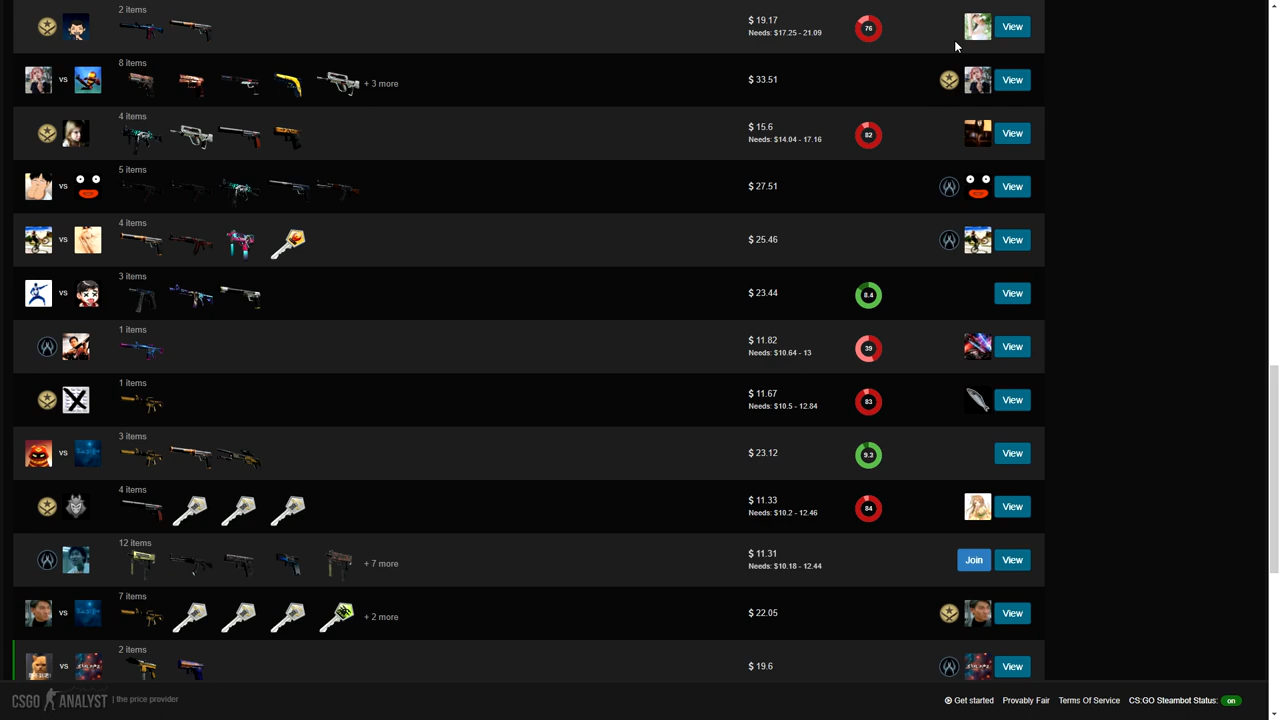 2 items
$ 19.17
Needs: $17.25 - 21.09
76
View
8 items
vs
+ 3 more
$ 33.51
View
4 items
$ 15.6
Needs: $14.04 - 17.16
82
View
5 items
vs
$ 27.51
View
4 items
vs
$ 25.46
View
3 items
vs
$ 23.44
8.4
View
1 items
$ 11.82
Needs: $10.64 - 13
39
View
1 items
$ 11.67
Needs: $10.5 - 12.84
83
View
3 items
vs
$ 23.12
9.3
View
4 items
$ 11.33
Needs: $10.2 - 12.46
84
View
12 items
+ 7 more
$ 11.31
Needs: $10.18 - 12.44
Join
View
7 items
vs
+ 2 more
$ 22.05
View
2 items
vs
$ 19.6
View
CSGO ANALYST | the price provider
Get started Provably Fair Terms Of Service CS:GO Steambot Status: on